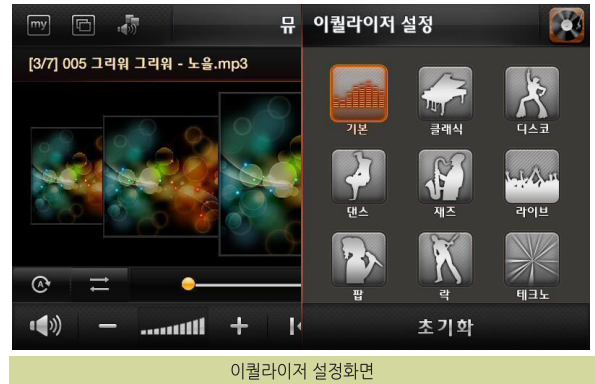 my
뮤
이퀄라이저 설정
[3/7] 005 그리워 그리워 - 노을.mp3
기본
클래식
디스코
댄스
재즈
라이브
팝
락
테크노
A
초기화
이퀄라이저 설정화면